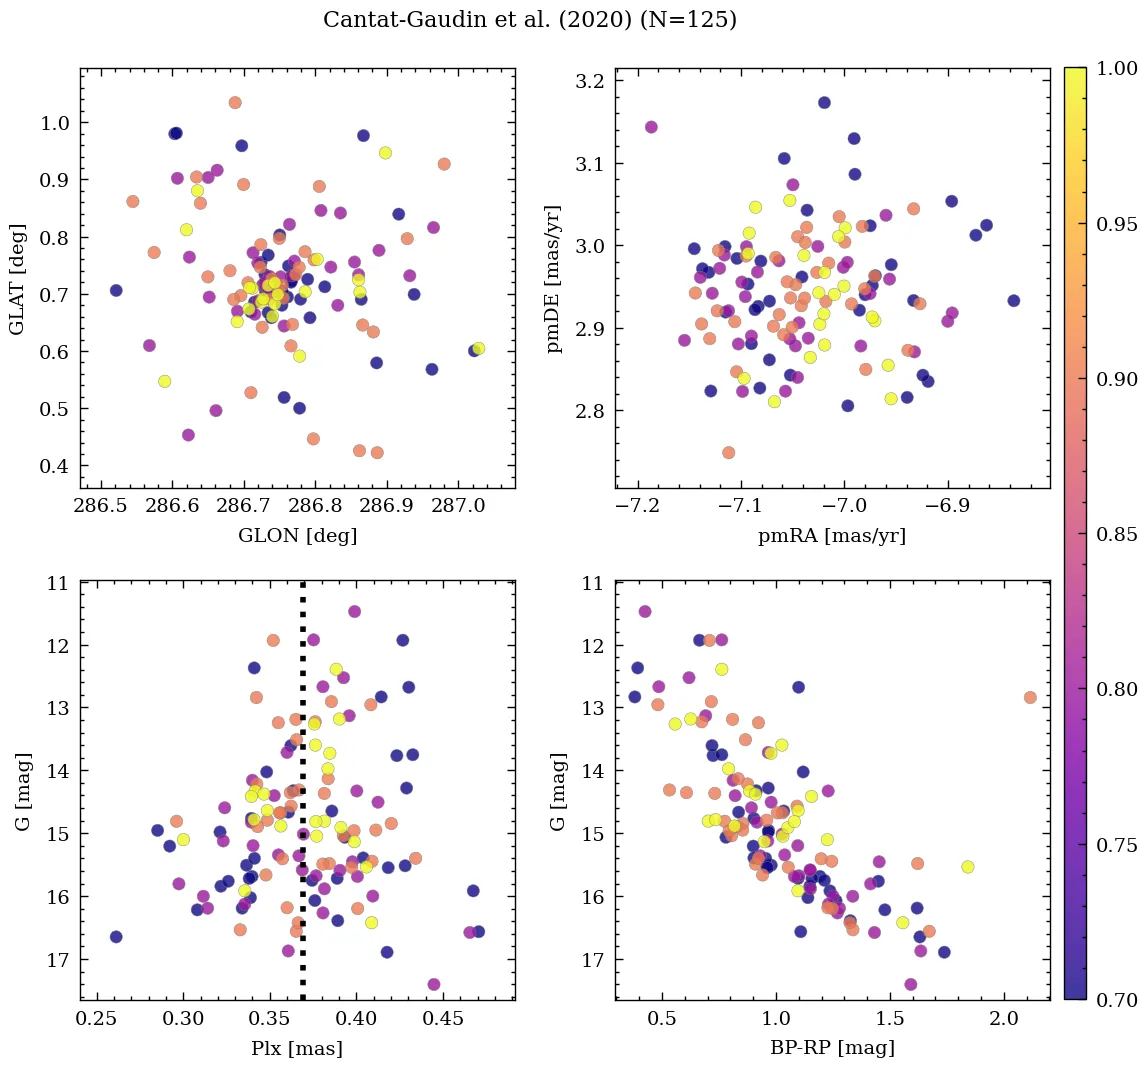 Cantat-Gaudin et al. (2020) (N=125)
1.0
0.9
0.8
0.7
0.6
0.5
0.4
GLAT [deg]
286.5 286.6 286.7 286.8 286.9 287.0
GLON [deg]
3.2
3.1
3.0
2.9
2.8
pmDE [mas/yr]
−7.2 −7.1 −7.0 −6.9
pmRA [mas/yr]
11
12
13
14
15
16
17
G [mag]
0.25 0.30 0.35 0.40 0.45
Plx [mas]
11
12
13
14
15
16
17
G [mag]
0.5 1.0 1.5 2.0
BP-RP [mag]
1.00
0.95
0.90
0.85
0.80
0.75
0.70